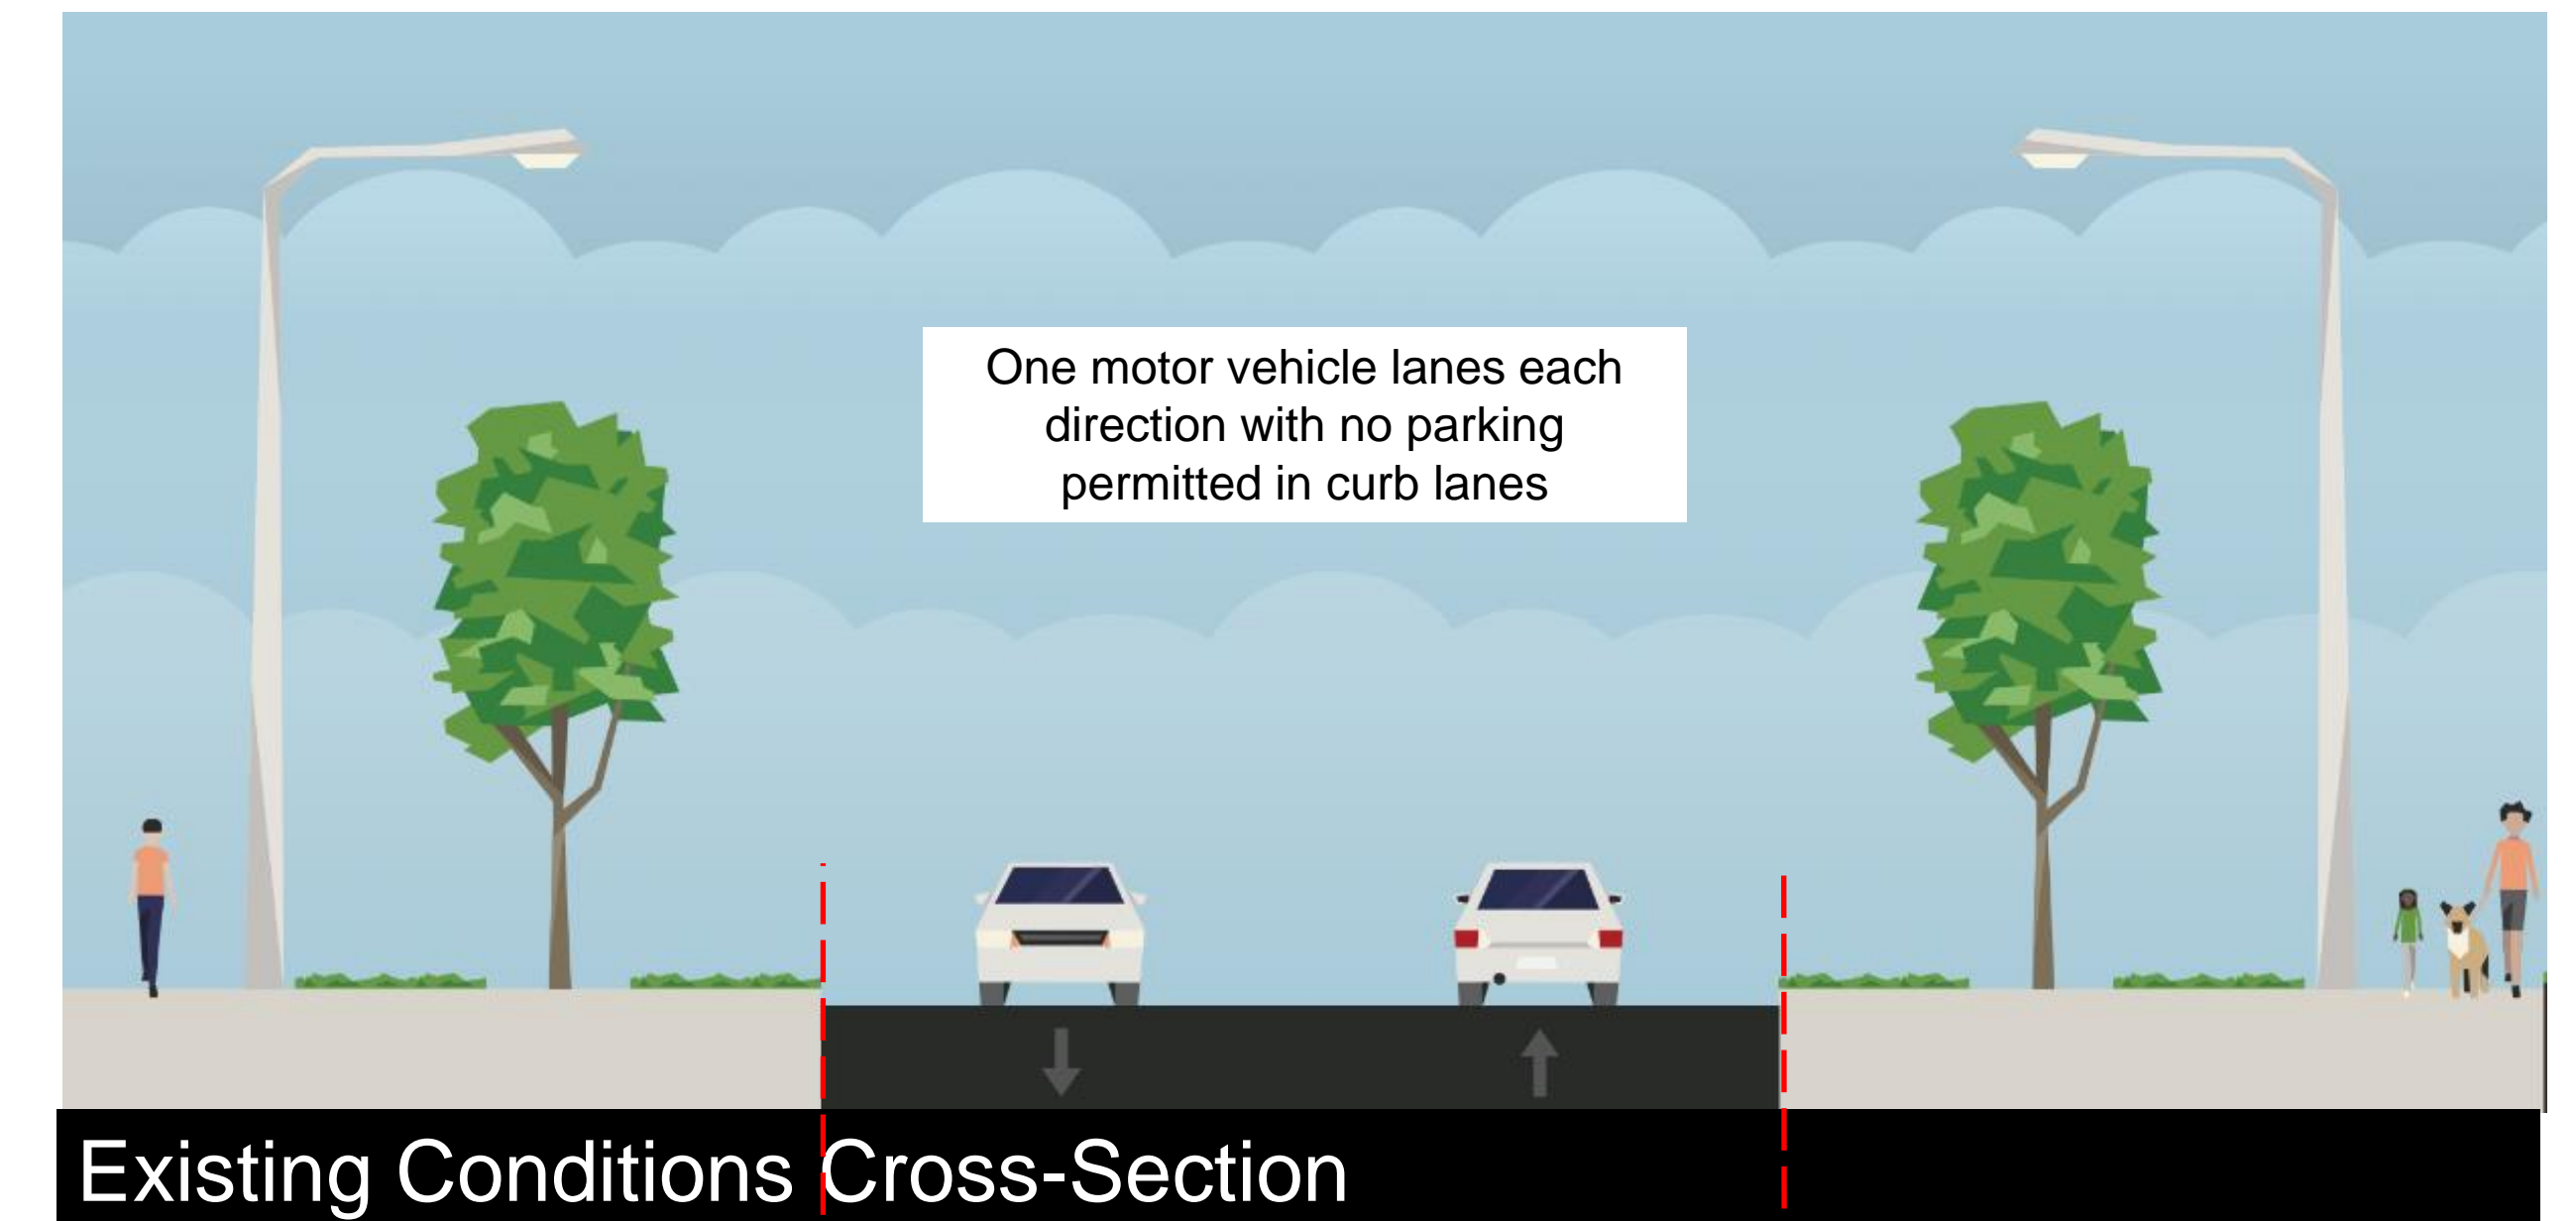 One motor vehicle lanes each
direction with no parking
permitted in curb lanes
Existing Conditions Cross-Section